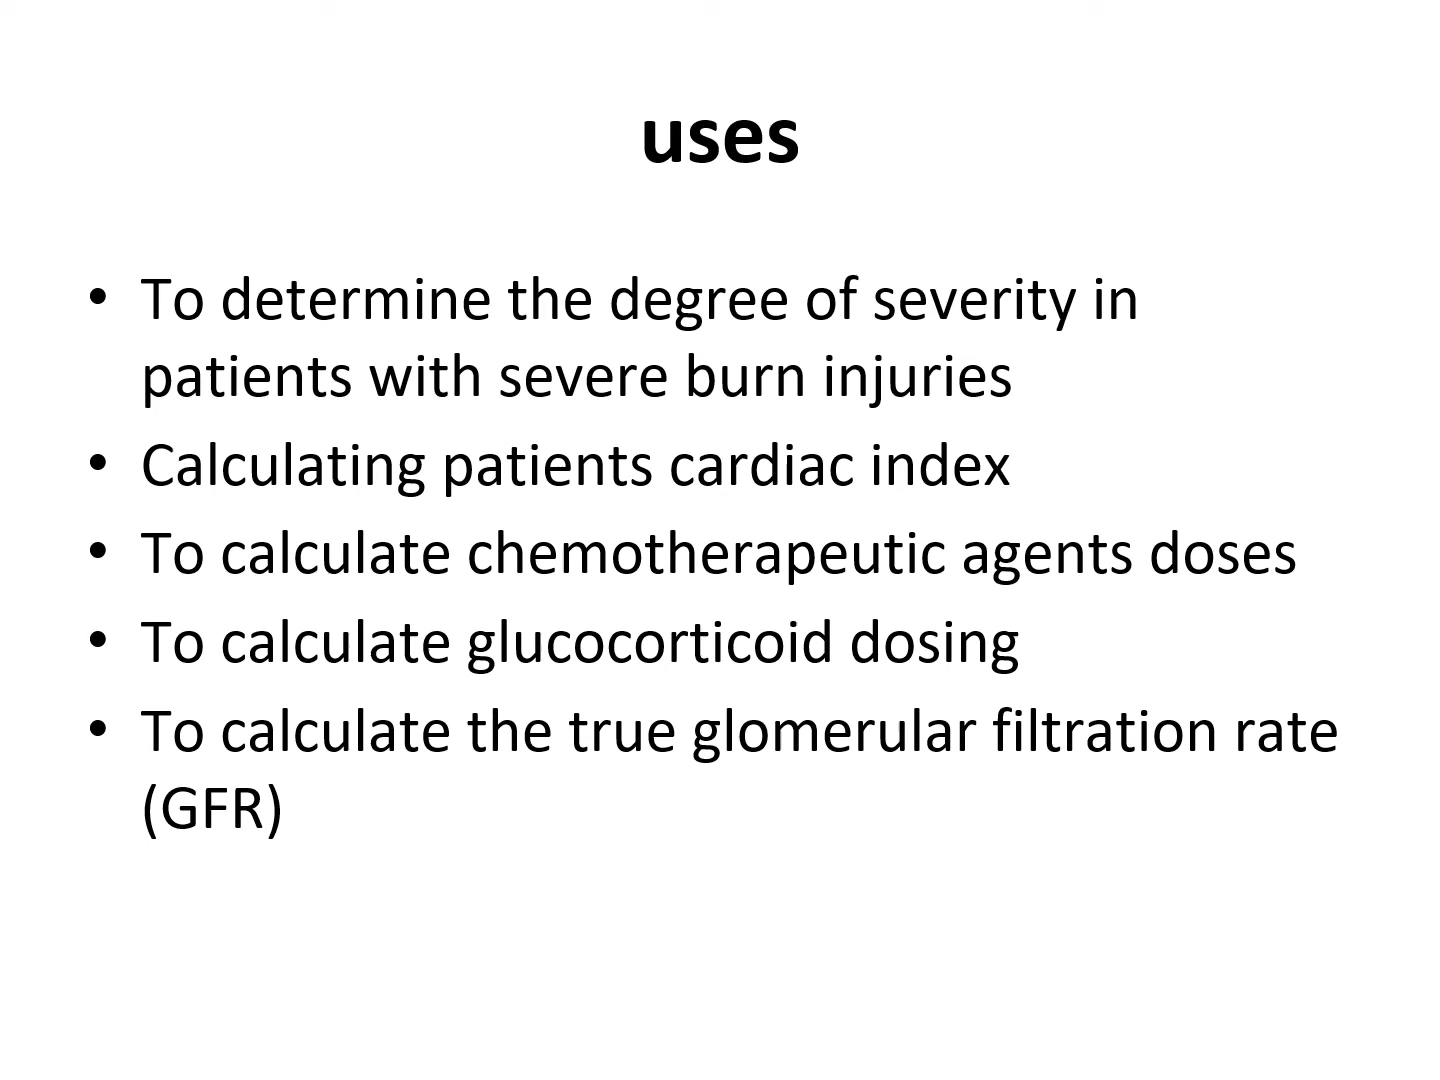 uses
• To determine the degree of severity in
patients with severe burn injuries
• Calculating patients cardiac index
• To calculate chemotherapeutic agents doses
• To calculate glucocorticoid dosing
• To calculate the true glomerular filtration rate
(GFR)